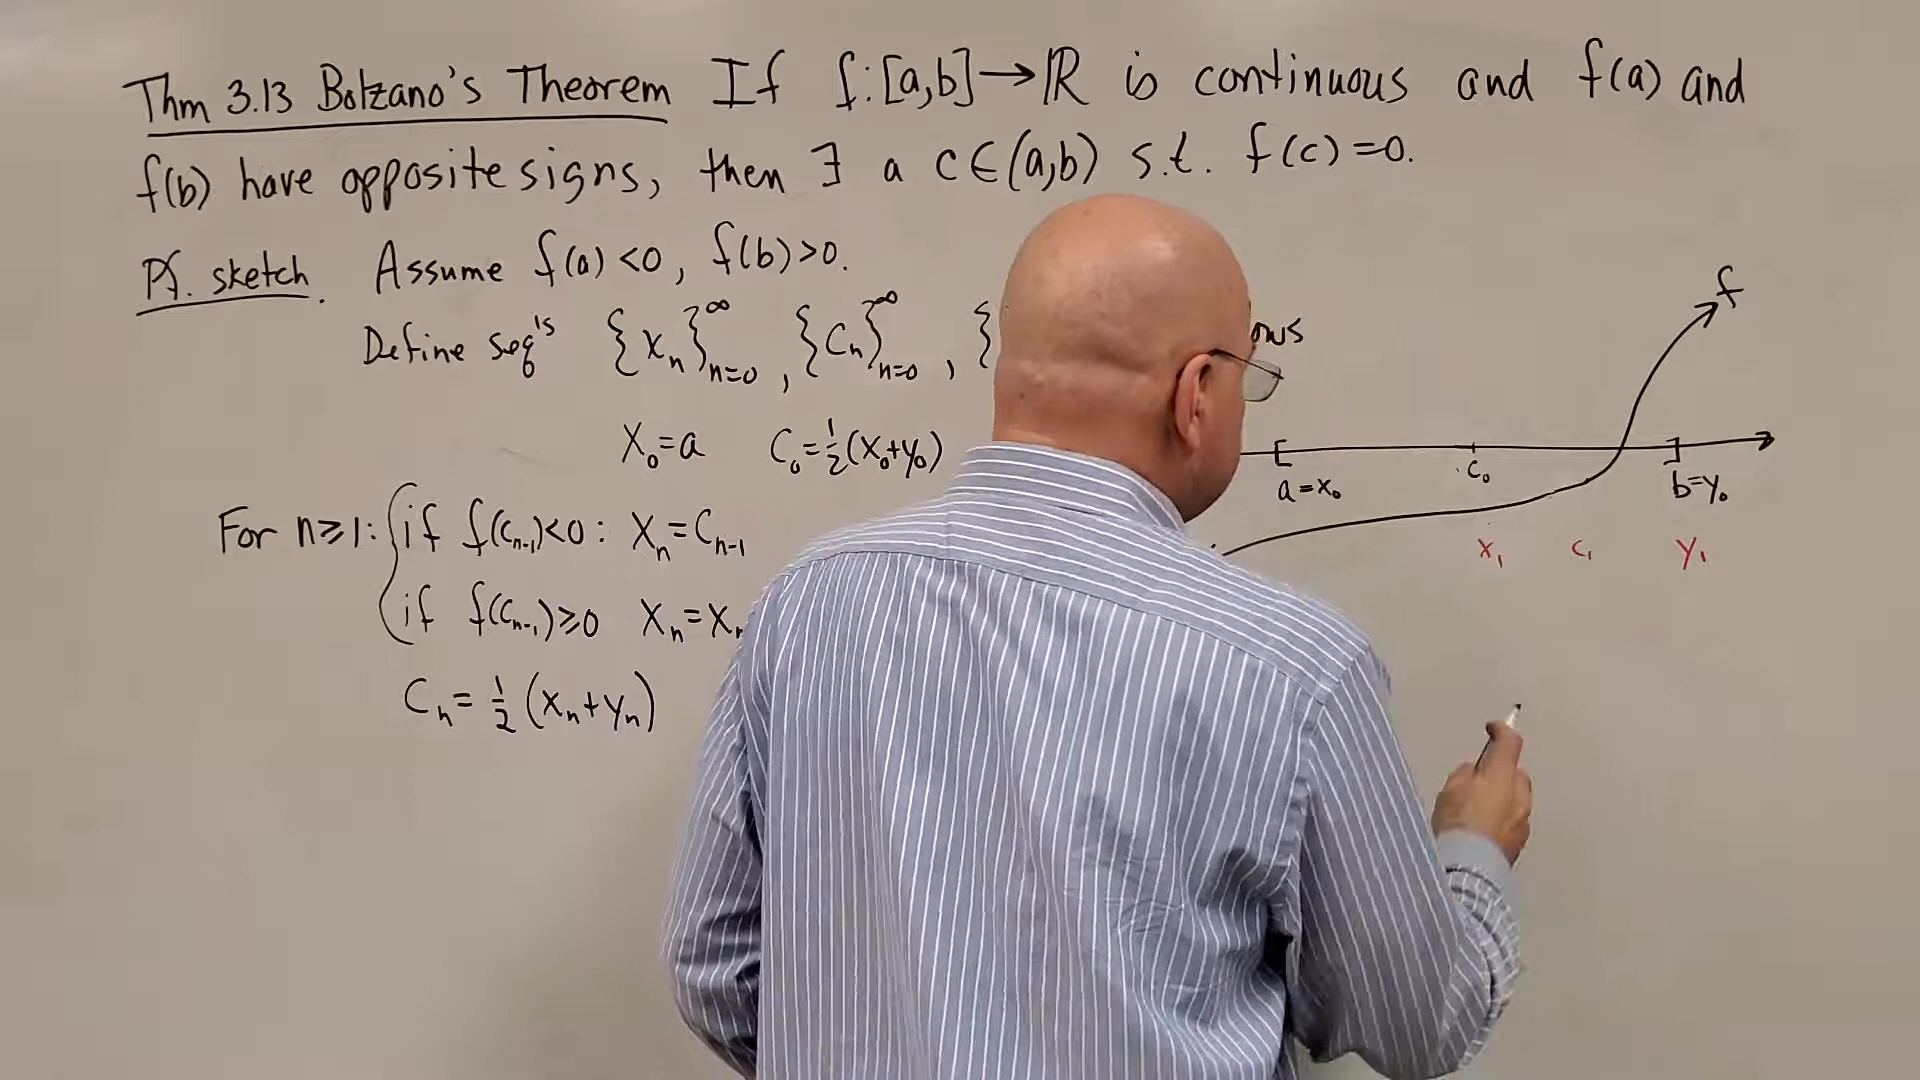 Thm 3.13 Bolzano's Theorem If f:[a,b]→ℝ is continuous and f(a) and
f(b) have opposite signs, then ∃ a c∈(a,b) s.t. f(c)=0.
Pf. sketch. Assume f(a)<0, f(b)>0.
Define seq's {xₙ}_{n=0}^∞, {cₙ}_{n=0}^∞, {
x₀=a c₀=½(x₀+y₀)
For n≥1: { if f(cₙ₋₁)<0: xₙ=cₙ₋₁
if f(cₙ₋₁)≥0 xₙ=x
cₙ=½(xₙ+yₙ)
f
c₀
a=x₀ b=y₀
x₁ c₁ y₁